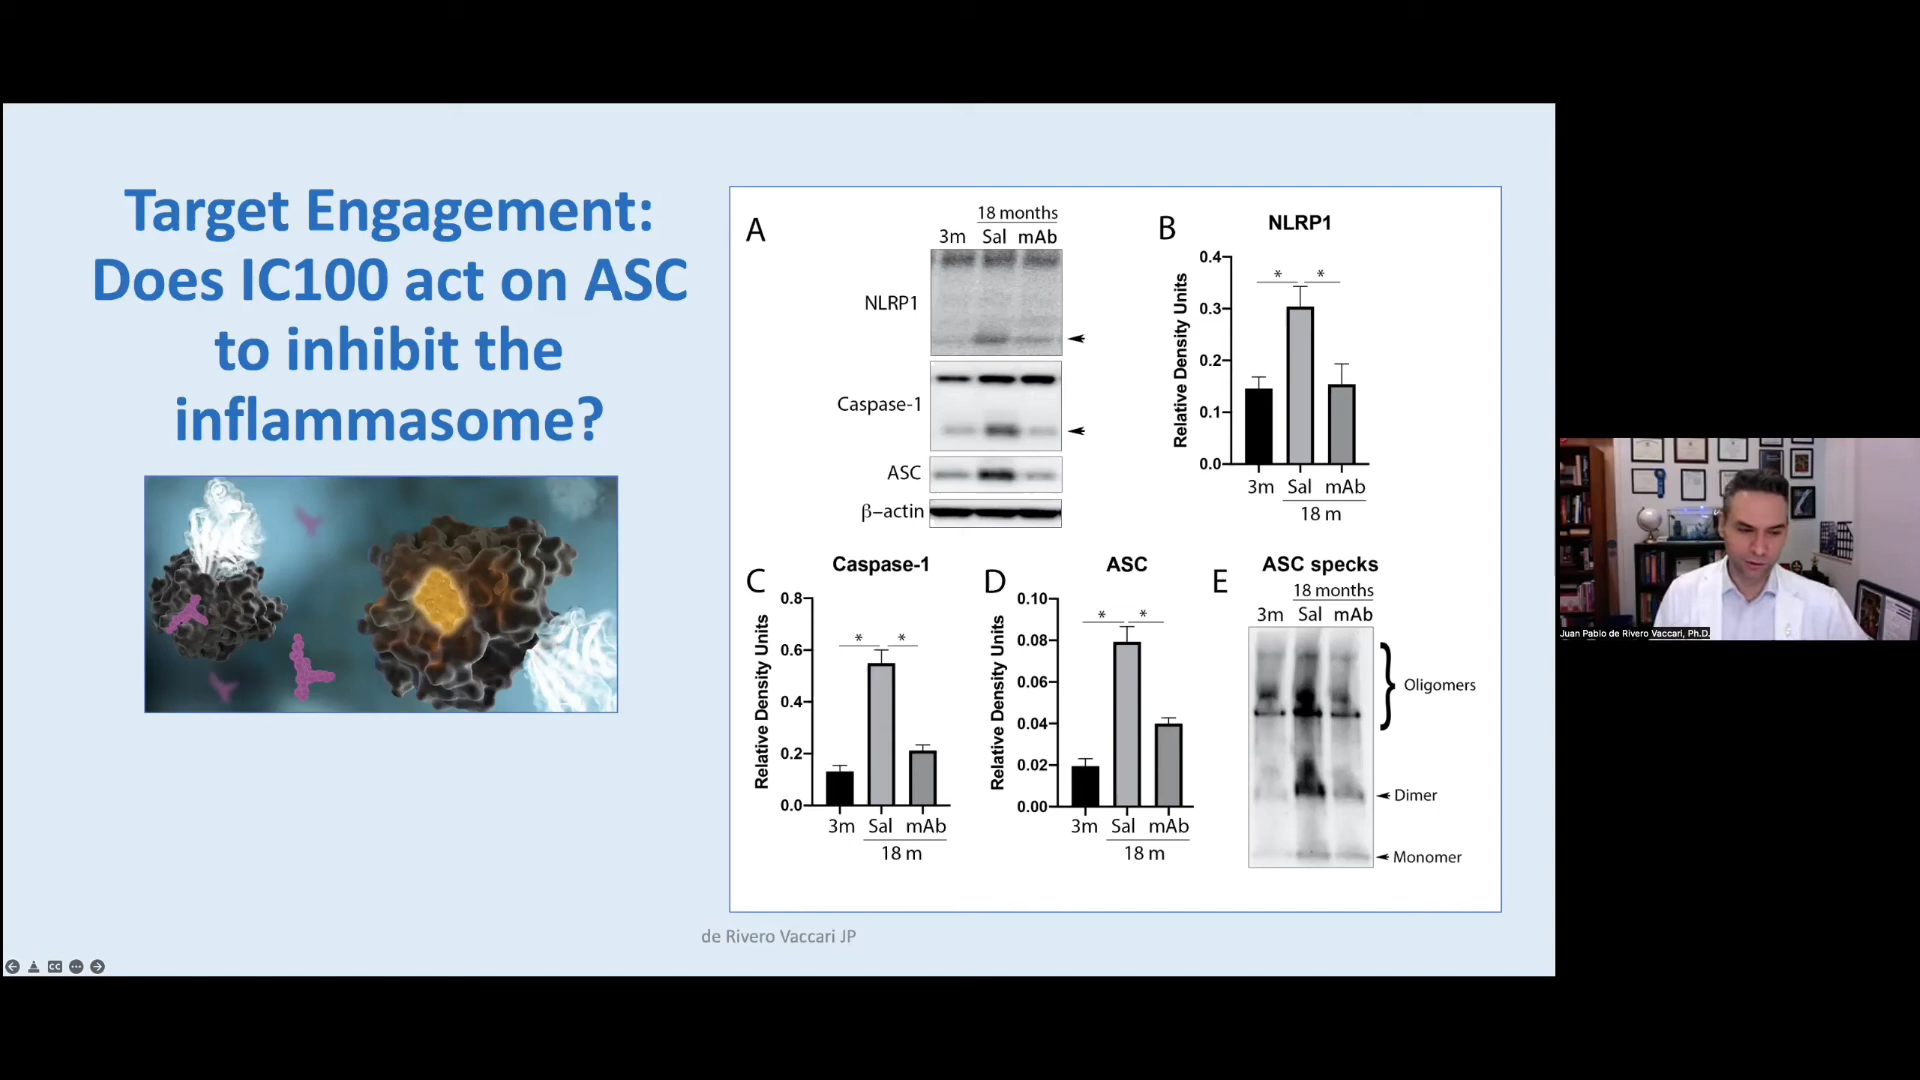 Target Engagement:
Does IC100 act on ASC
to inhibit the
inflammasome?
A
18 months
3m Sal mAb
NLRP1
Caspase-1
ASC
β–actin
B
NLRP1
Relative Density Units
0.4
0.3
0.2
0.1
0.0
* *
3m Sal mAb
18 m
C
Caspase-1
Relative Density Units
0.8
0.6
0.4
0.2
0.0
* *
3m Sal mAb
18 m
D
ASC
Relative Density Units
0.10
0.08
0.06
0.04
0.02
0.00
* *
3m Sal mAb
18 m
E
ASC specks
18 months
3m Sal mAb
Oligomers
Dimer
Monomer
de Rivero Vaccari JP
CC
Juan Pablo de Rivero Vaccari, Ph.D.